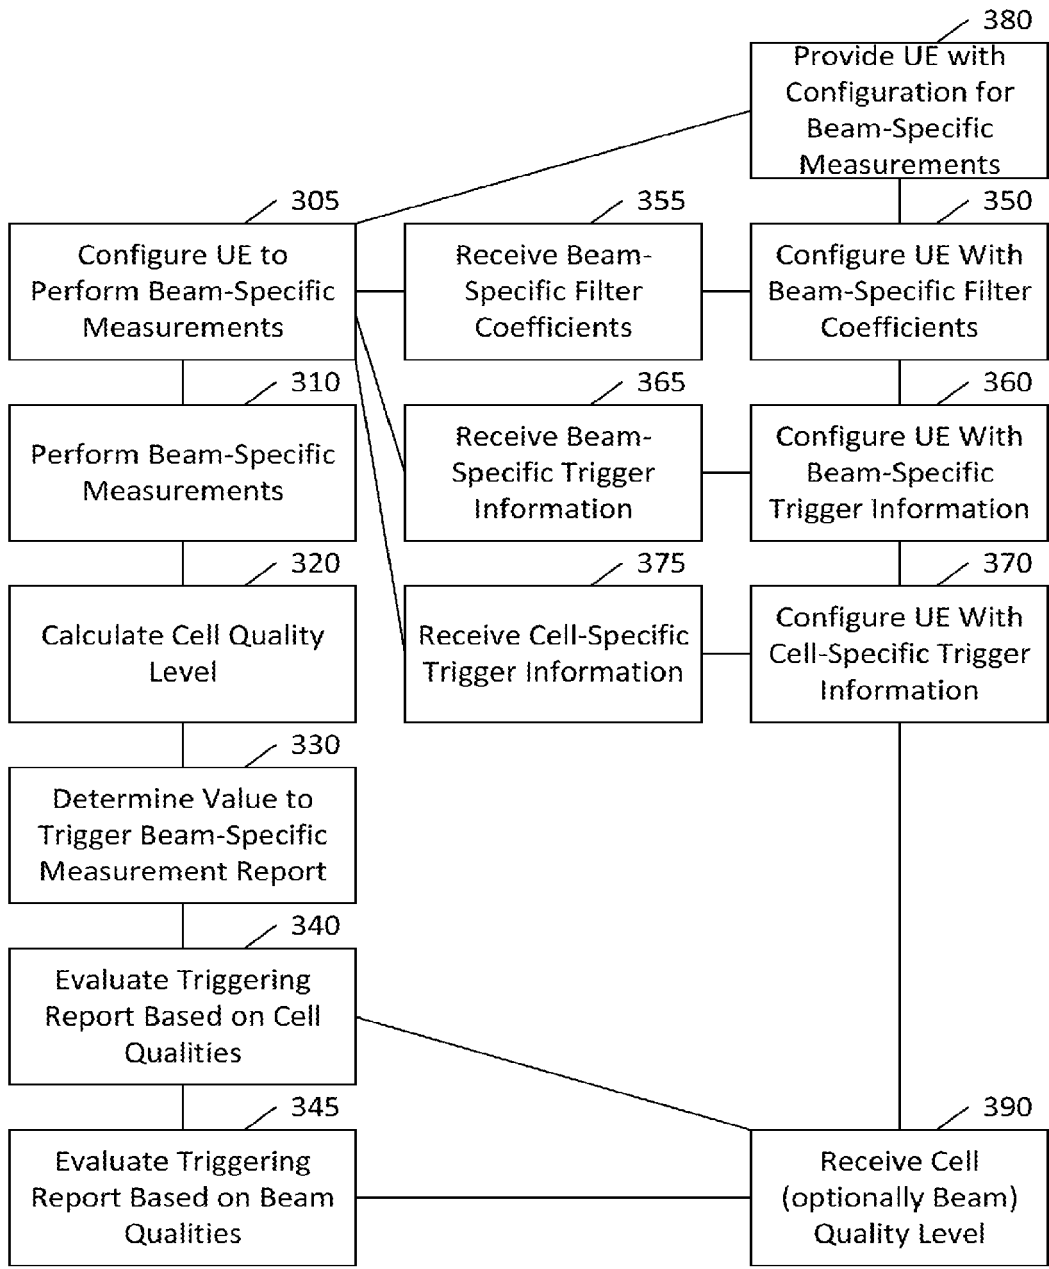 380
Provide UE with
Configuration for
Beam-Specific
Measurements
305
Configure UE to
Perform Beam-Specific
Measurements
355
Receive Beam-
Specific Filter
Coefficients
350
Configure UE With
Beam-Specific Filter
Coefficients
310
Perform Beam-Specific
Measurements
365
Receive Beam-
Specific Trigger
Information
360
Configure UE With
Beam-Specific
Trigger Information
320
Calculate Cell Quality
Level
375
Receive Cell-Specific
Trigger Information
370
Configure UE With
Cell-Specific Trigger
Information
330
Determine Value to
Trigger Beam-Specific
Measurement Report
340
Evaluate Triggering
Report Based on Cell
Qualities
345
Evaluate Triggering
Report Based on Beam
Qualities
390
Receive Cell
(optionally Beam)
Quality Level